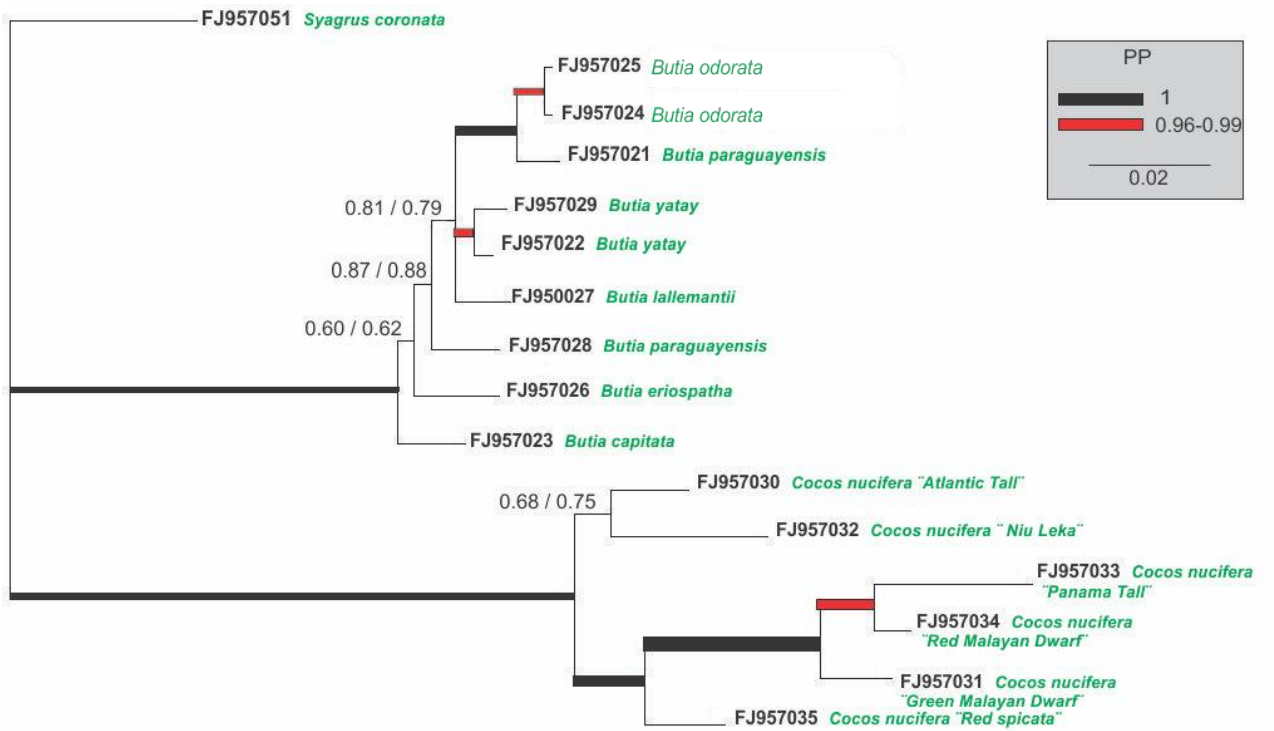 FJ957051 Syagrus coronata
FJ957025 Butia odorata
PP
1
0.96-0.99
0.02
FJ957024 Butia odorata
FJ957021 Butia paraguayensis
0.81 / 0.79
FJ957029 Butia yatay
FJ957022 Butia yatay
0.87 / 0.88
FJ950027 Butia lallemantii
0.60 / 0.62
FJ957028 Butia paraguayensis
FJ957026 Butia eriospatha
FJ957023 Butia capitata
0.68 / 0.75
FJ957030 Cocos nucifera ¨Atlantic Tall¨
FJ957032 Cocos nucifera ¨ Niu Leka¨
FJ957033 Cocos nucifera
¨Panama Tall¨
FJ957034 Cocos nucifera
¨Red Malayan Dwarf¨
FJ957031 Cocos nucifera
¨Green Malayan Dwarf¨
FJ957035 Cocos nucifera ¨Red spicata¨